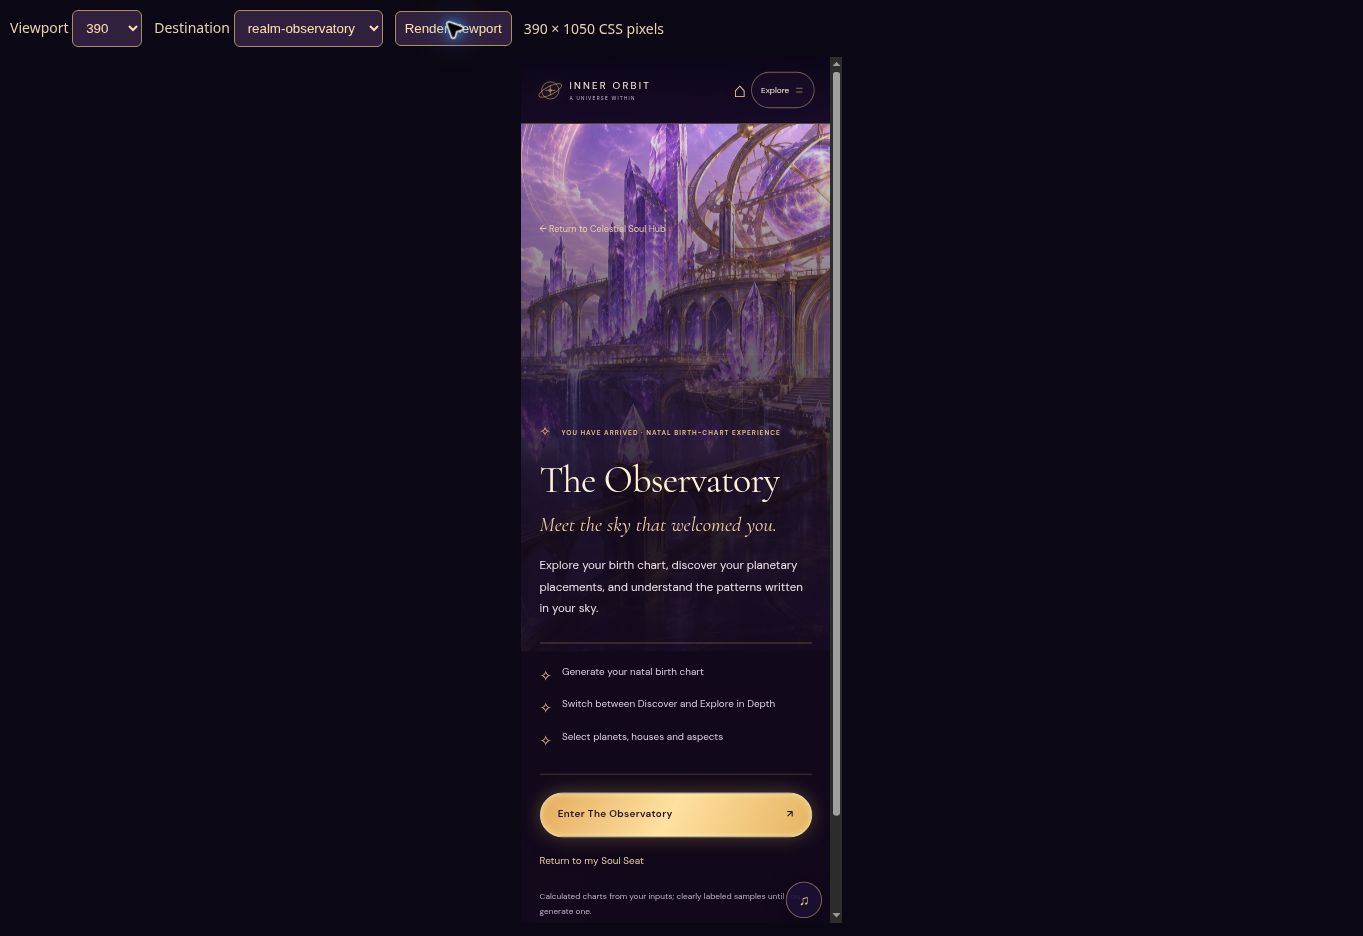 Viewport 390 Destination realm-observatory Render viewport 390 × 1050 CSS pixels
INNER ORBIT
A UNIVERSE WITHIN
Explore
← Return to Celestial Soul Hub
YOU HAVE ARRIVED · NATAL BIRTH-CHART EXPERIENCE
The Observatory
Meet the sky that welcomed you.
Explore your birth chart, discover your planetary
placements, and understand the patterns written
in your sky.
Generate your natal birth chart
Switch between Discover and Explore in Depth
Select planets, houses and aspects
Enter The Observatory
Return to my Soul Seat
Calculated charts from your inputs; clearly labeled samples until
generate one.